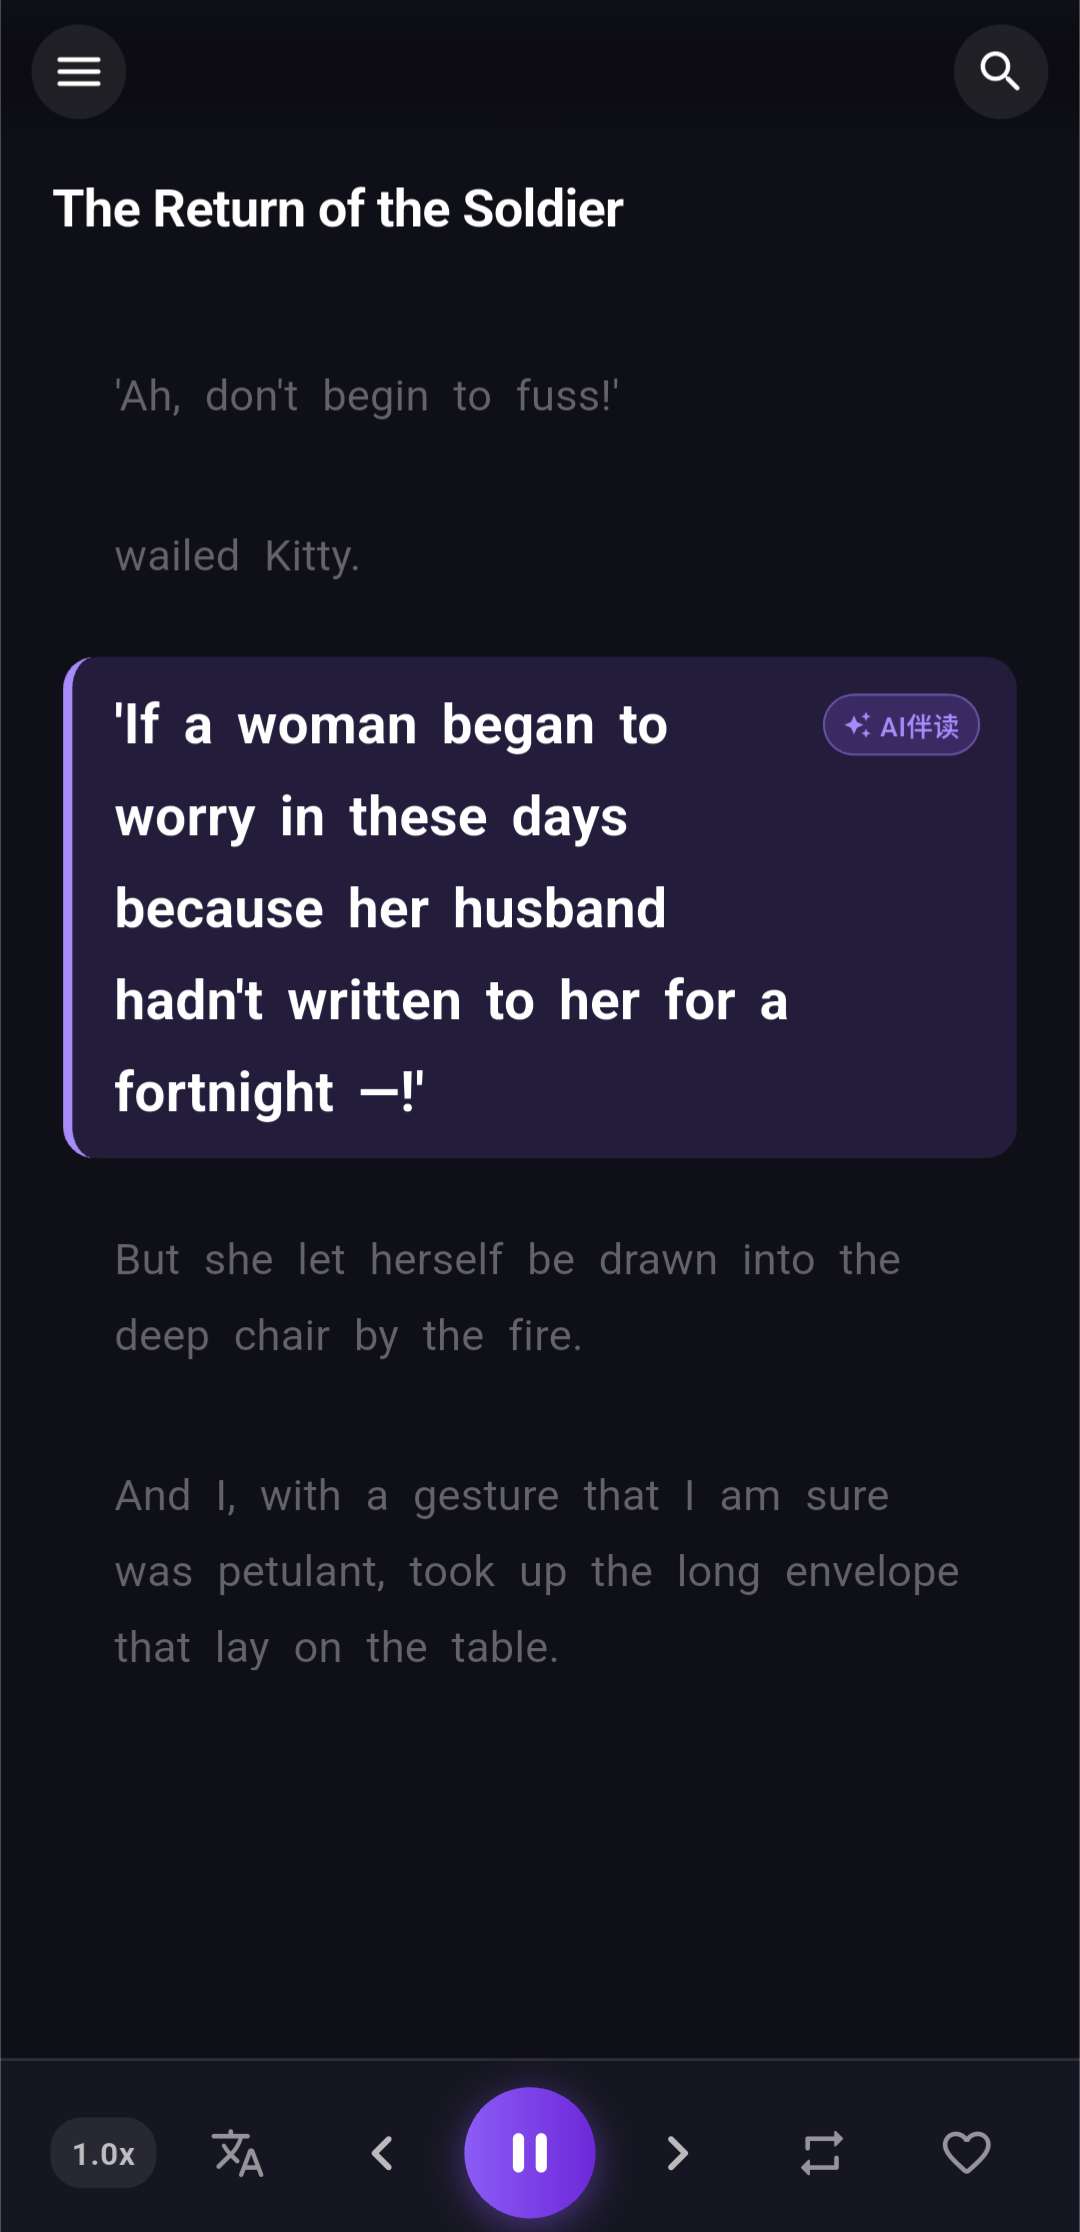 The Return of the Soldier
'Ah, don't begin to fuss!'
wailed Kitty.
'If a woman began to
AI伴读
worry in these days
because her husband
hadn't written to her for a
fortnight —!'
But she let herself be drawn into the
deep chair by the fire.
And I, with a gesture that I am sure
was petulant, took up the long envelope
that lay on the table.
1.0x